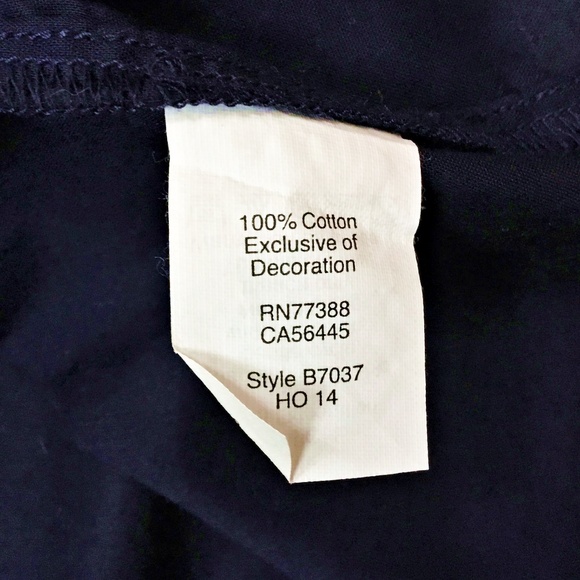 100% Cotton
Exclusive of
Decoration
RN77388
CA56445
Style B7037
HO 14